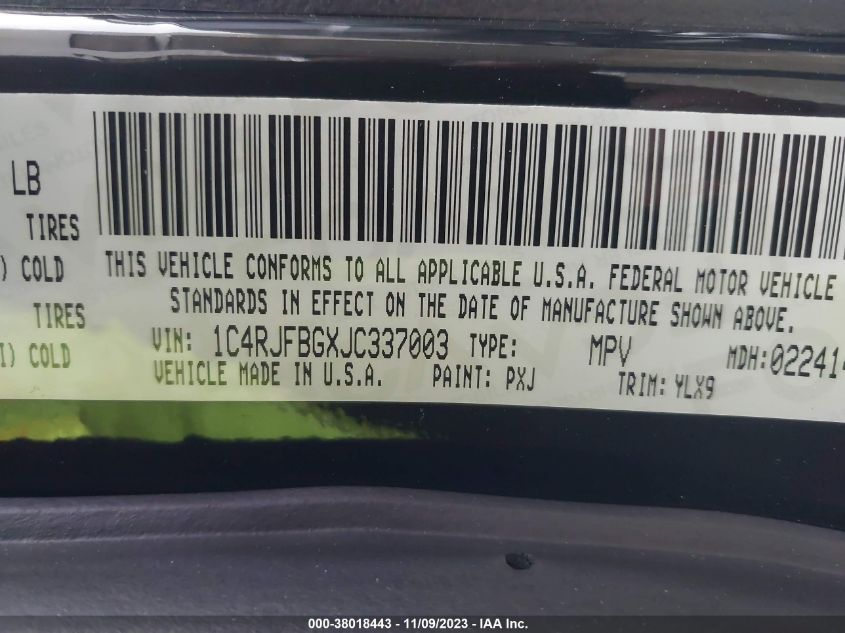 LB
TIRES
) COLD
TIRES
I) COLD
THIS VEHICLE CONFORMS TO ALL APPLICABLE U.S.A. FEDERAL MOTOR VEHICLE
STANDARDS IN EFFECT ON THE DATE OF MANUFACTURE SHOWN ABOVE.
VIN: 1C4RJFBGXJC337003 TYPE: MPV MDH:022414
VEHICLE MADE IN U.S.A. PAINT: PXJ TRIM: YLX9
000-38018443 - 11/09/2023 - IAA Inc.